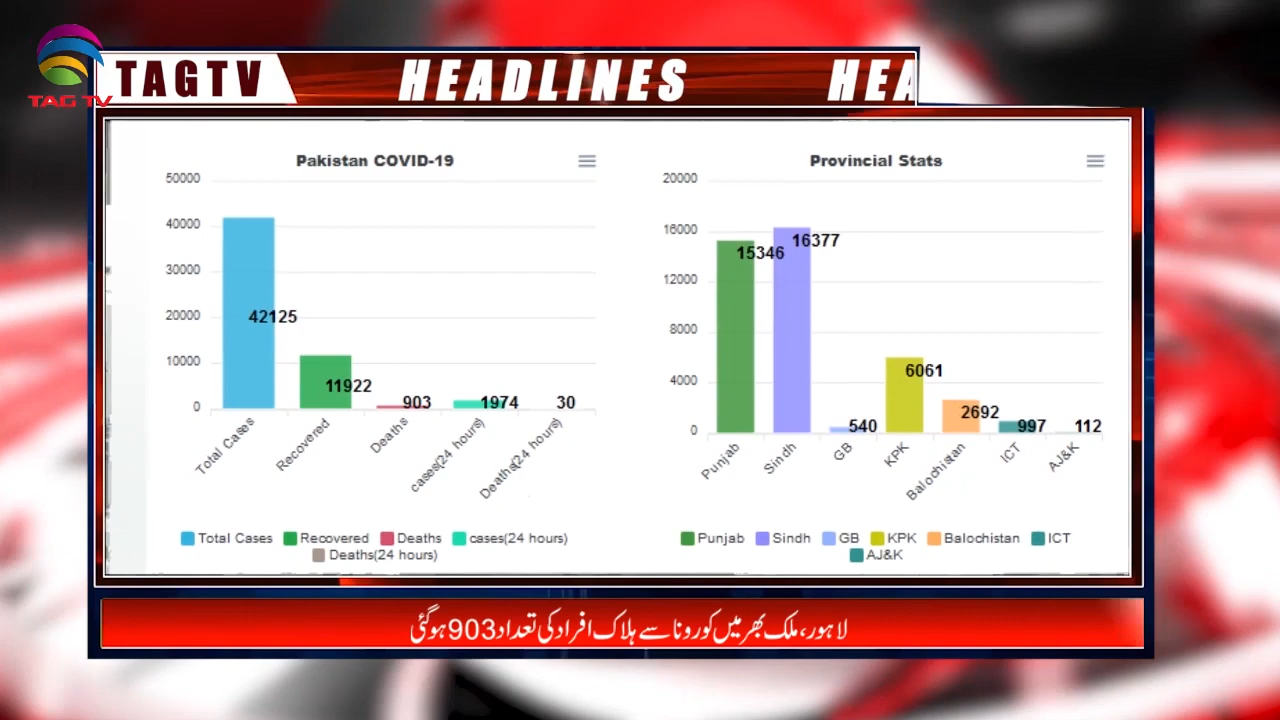 TAG TV
TAGTV
HEADLINES
HEA
Pakistan COVID-19
50000
40000
30000
20000
10000
0
42125
11922
903
1974
30
Total Cases
Recovered
Deaths
cases(24 hours)
Deaths(24 hours)
Total Cases Recovered Deaths cases(24 hours)
Deaths(24 hours)
Provincial Stats
20000
16000
12000
8000
4000
0
15346
16377
540
6061
2692
997
112
Punjab
Sindh
GB
KPK
Balochistan
ICT
AJ&K
Punjab Sindh GB KPK Balochistan ICT
AJ&K
لاہور، ملک بھر میں کورونا سے ہلاک افراد کی تعداد 903 ہوگئی